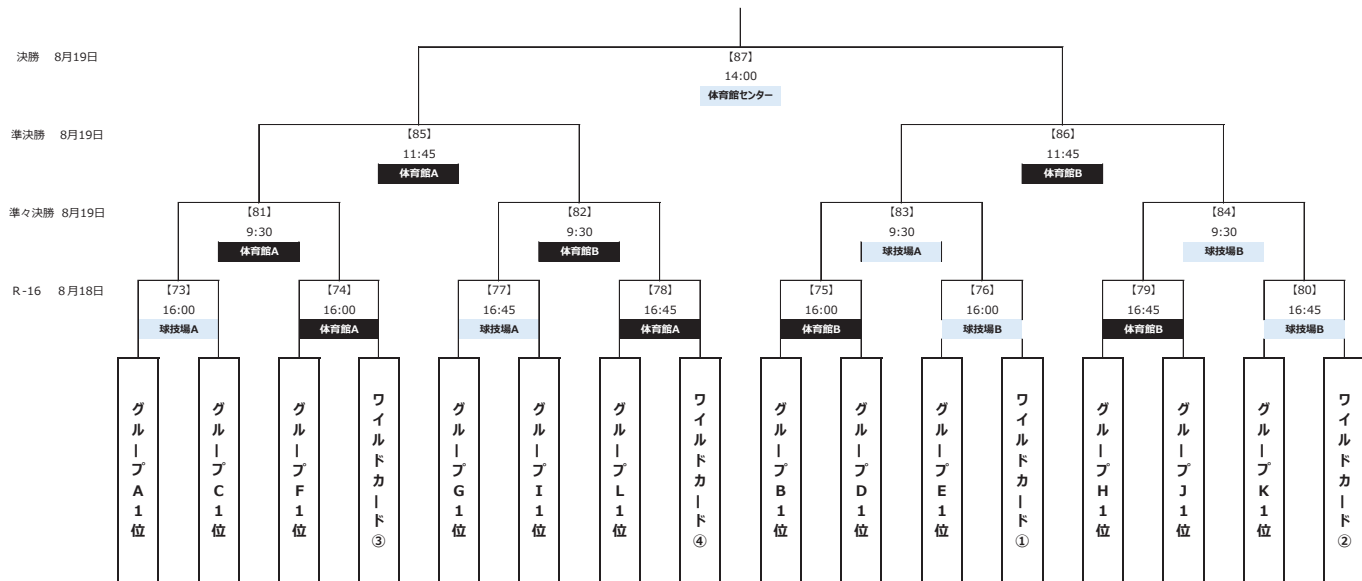 決勝 8月19日
【87】
14:00
体育館センター
準決勝 8月19日
【85】
11:45
体育館A
【86】
11:45
体育館B
準々決勝 8月19日
【81】
9:30
体育館A
【82】
9:30
体育館B
【83】
9:30
球技場A
【84】
9:30
球技場B
R-16 8月18日
【73】
16:00
球技場A
【74】
16:00
体育館A
【77】
16:45
球技場A
【78】
16:45
体育館A
【75】
16:00
体育館B
【76】
16:00
球技場B
【79】
16:45
体育館B
【80】
16:45
球技場B
グループA1位
グループC1位
グループF1位
ワイルドカード③
グループG1位
グループI1位
グループL1位
ワイルドカード④
グループB1位
グループD1位
グループE1位
ワイルドカード①
グループH1位
グループJ1位
グループK1位
ワイルドカード②